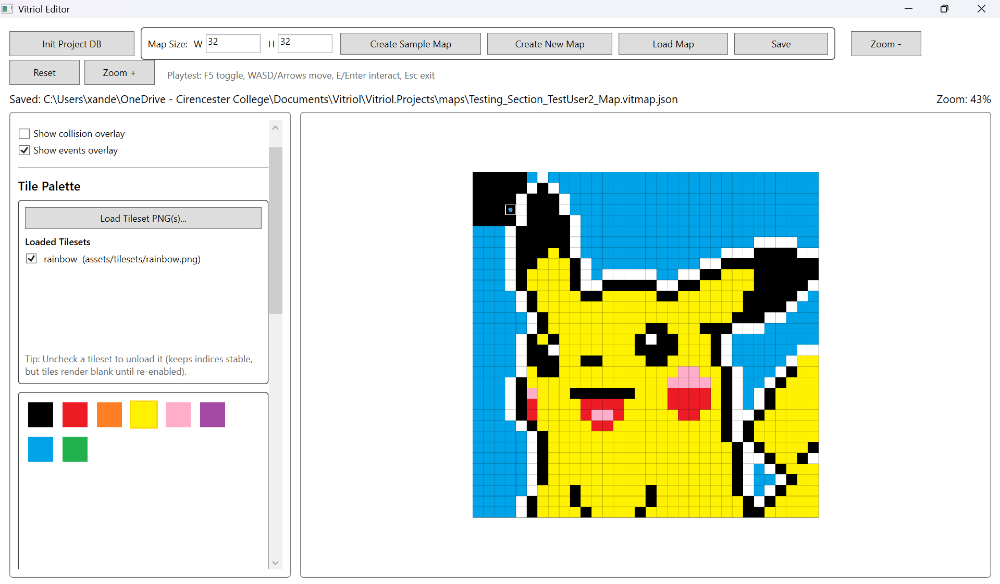 Vitriol Editor
Init Project DB
Map Size: W 32 H 32
Create Sample Map
Create New Map
Load Map
Save
Zoom -
Reset
Zoom +
Playtest: F5 toggle, WASD/Arrows move, E/Enter interact, Esc exit
Saved: C:\Users\xande\OneDrive - Cirencester College\Documents\Vitriol\Vitriol.Projects\maps\Testing_Section_TestUser2_Map.vitmap.json
Zoom: 43%
Show collision overlay
Show events overlay
Tile Palette
Load Tileset PNG(s)...
Loaded Tilesets
rainbow (assets/tilesets/rainbow.png)
Tip: Uncheck a tileset to unload it (keeps indices stable,
but tiles render blank until re-enabled).